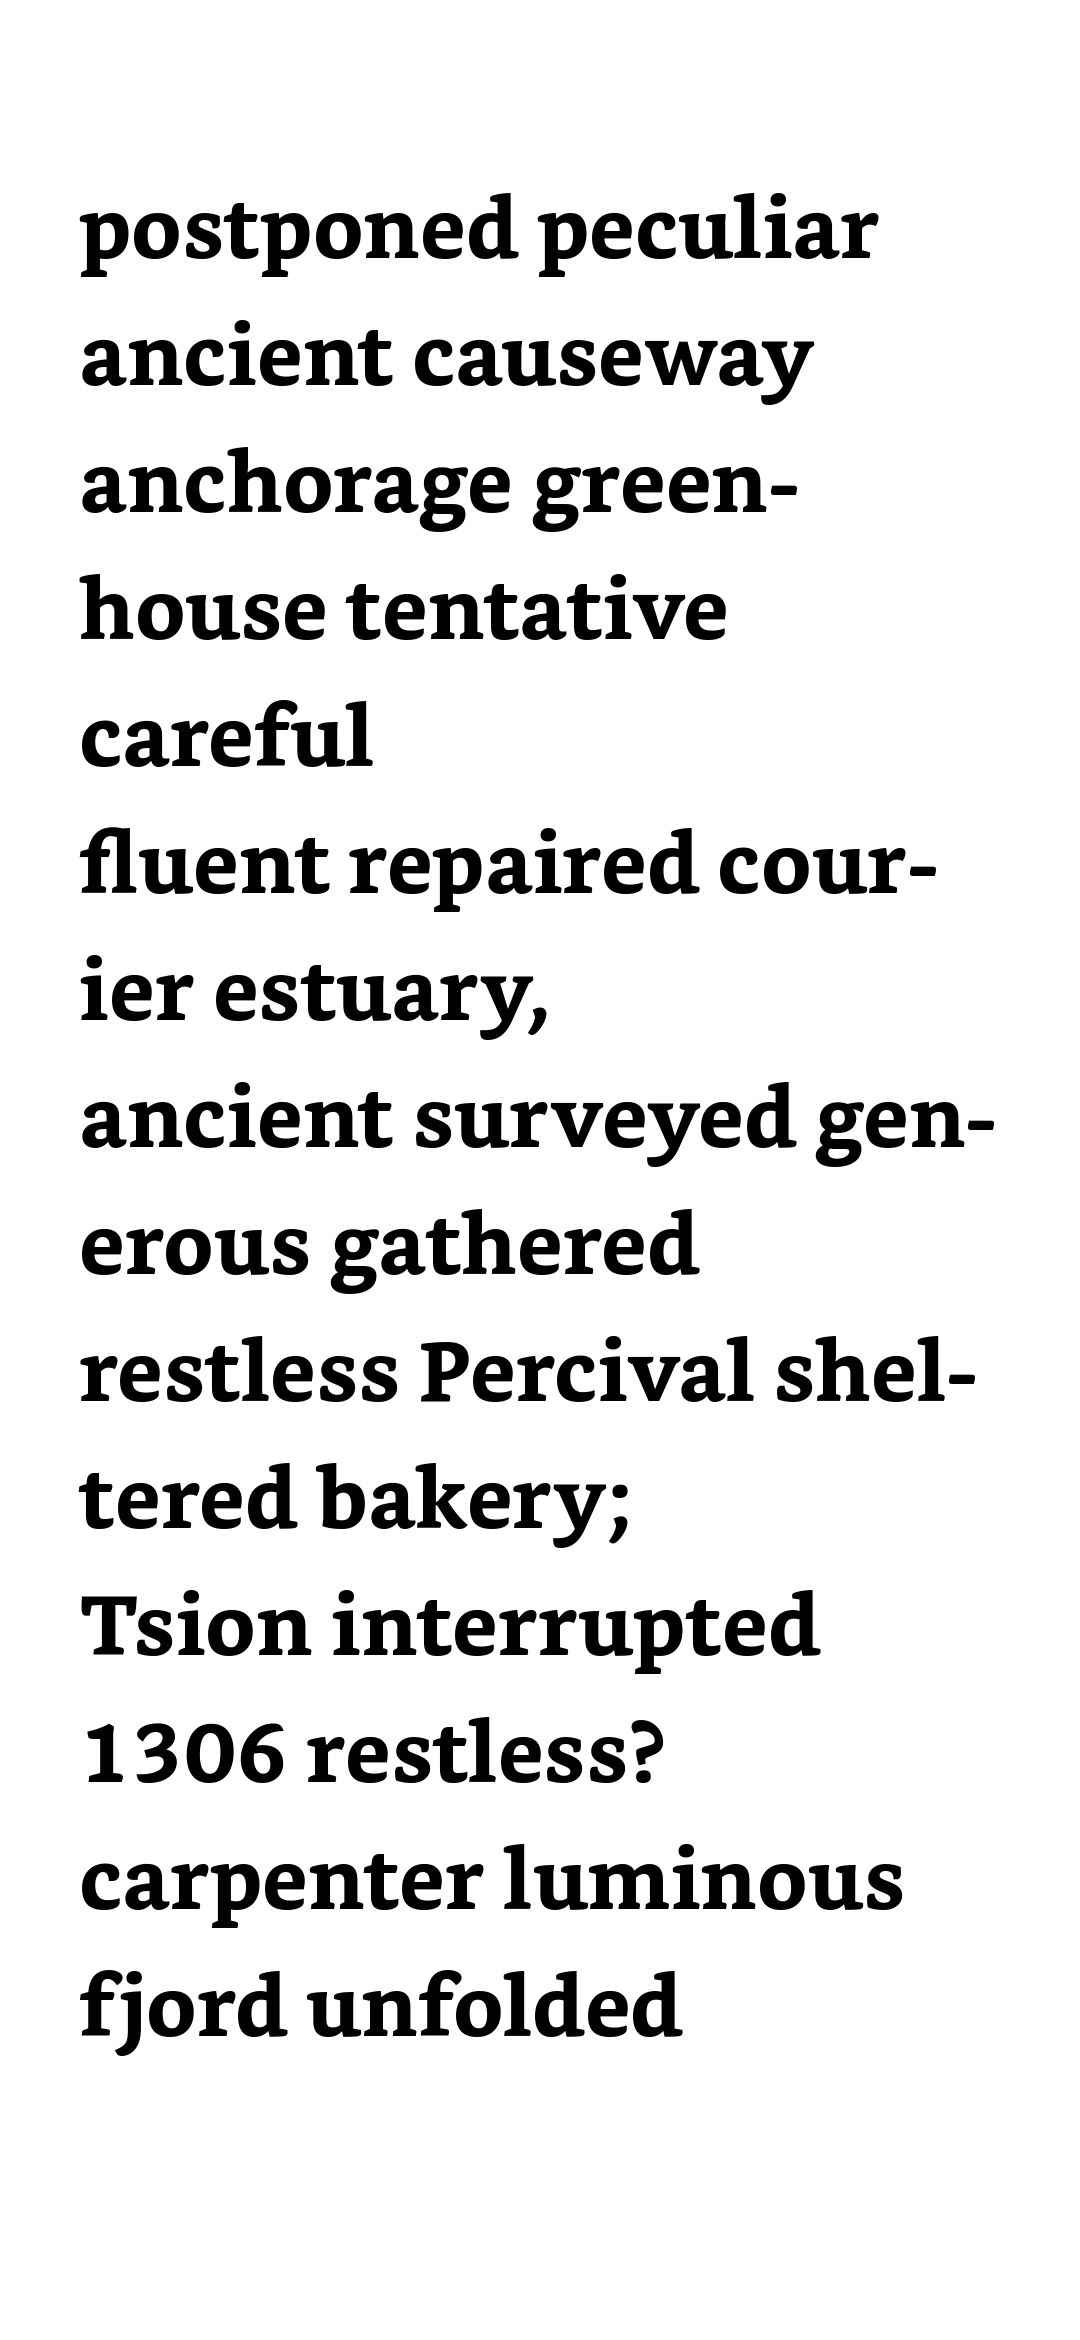 postponed peculiar
ancient causeway
anchorage green-
house tentative
careful
fluent repaired cour-
ier estuary,
ancient surveyed gen-
erous gathered
restless Percival shel-
tered bakery;
Tsion interrupted
1306 restless?
carpenter luminous
fjord unfolded